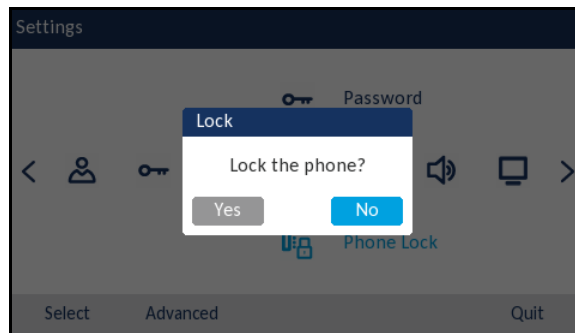 Settings
Password
Lock
Lock the phone?
Yes No
Phone Lock
Select Advanced Quit